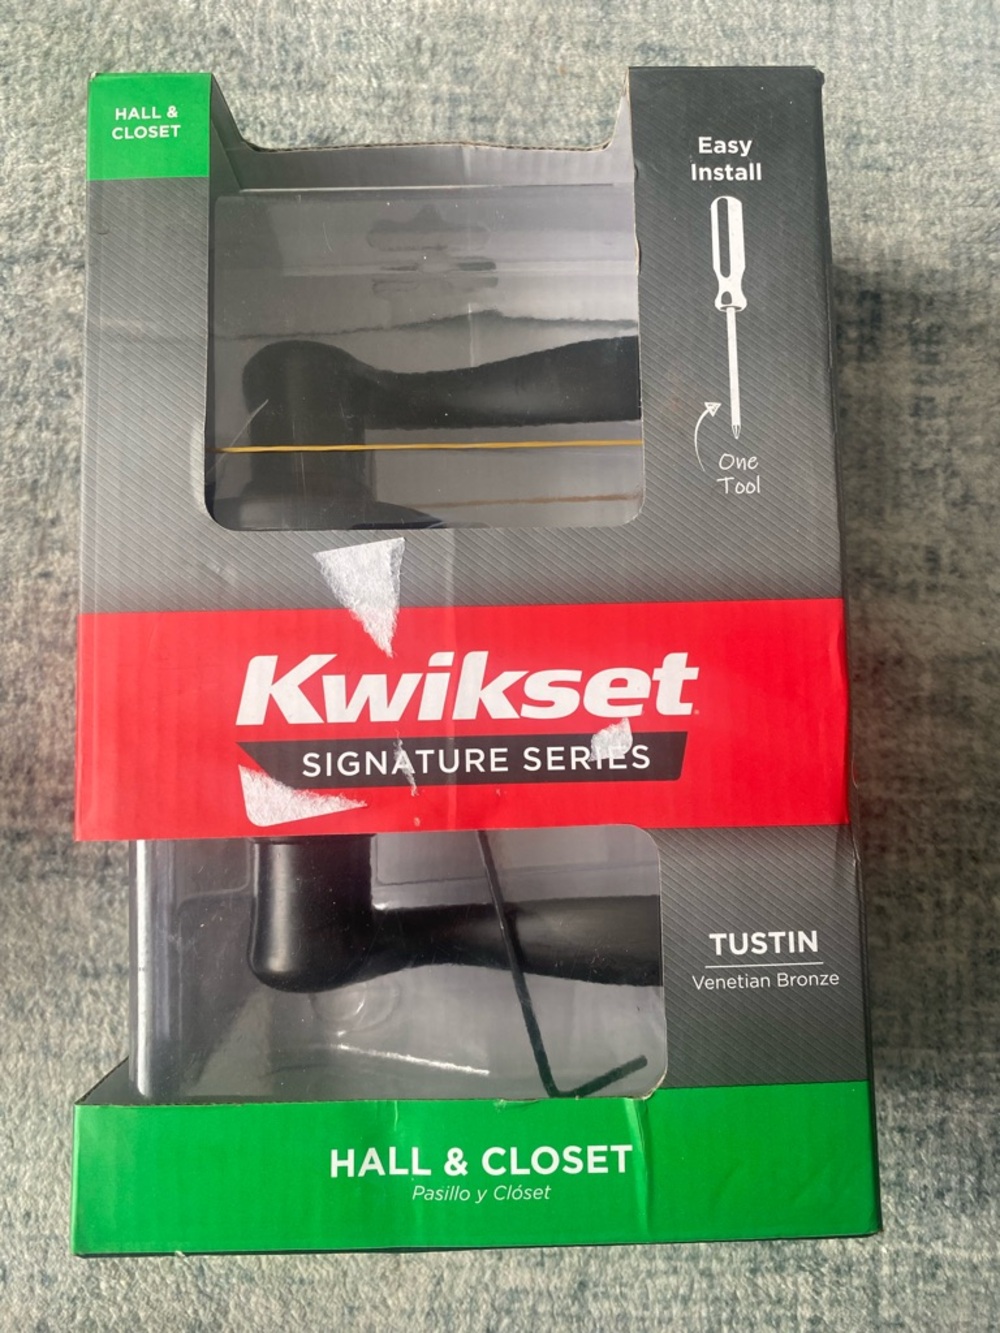 HALL &
CLOSET
Easy
Install
One
Tool
Kwikset
SIGNATURE SERIES
TUSTIN
Venetian Bronze
HALL & CLOSET
Pasillo y Clóset